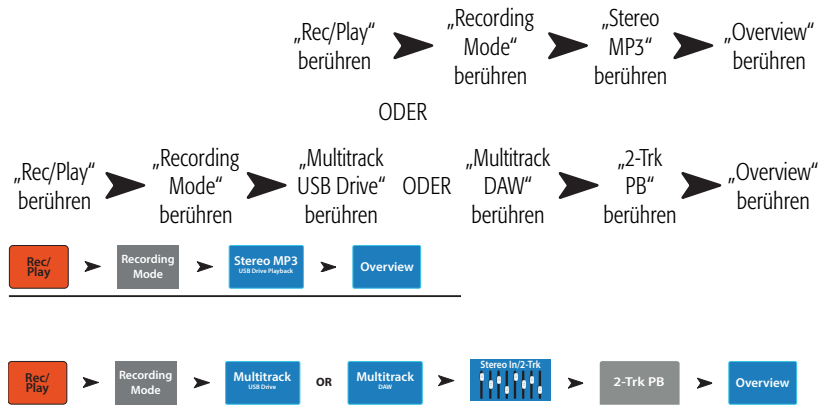 „Rec/Play“ berühren
„Recording Mode“ berühren
„Stereo MP3“ berühren
„Overview“ berühren
ODER
„Rec/Play“ berühren
„Recording Mode“ berühren
„Multitrack USB Drive“ berühren
ODER
„Multitrack DAW“ berühren
„2-Trk PB“ berühren
„Overview“ berühren
Rec/ Play
Recording Mode
Stereo MP3
USB Drive Playback
Overview
Rec/ Play
Recording Mode
Multitrack
USB Drive
OR
Multitrack
DAW
Stereo In/2-Trk
2-Trk PB
Overview